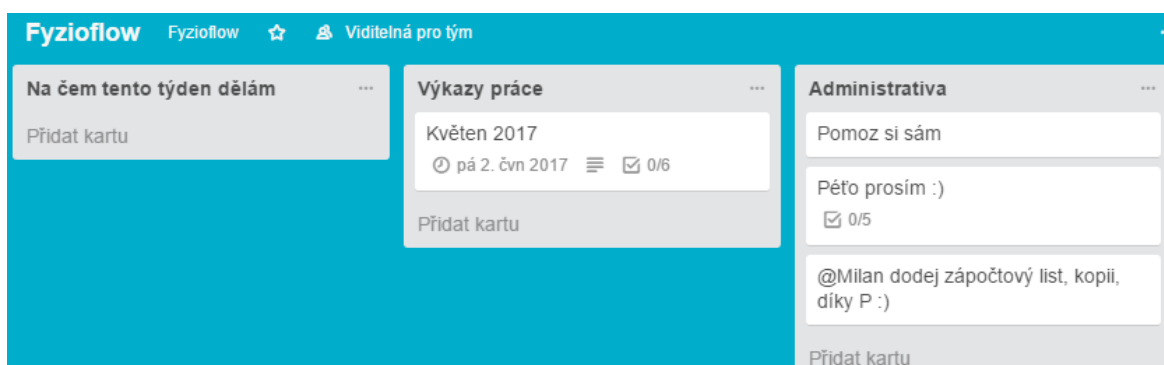 Fyzioflow Fyzioflow Viditelná pro tým
Na čem tento týden dělám
Přidat kartu
Výkazy práce
Květen 2017
pá 2. čvn 2017 0/6
Přidat kartu
Administrativa
Pomoz si sám
Péťo prosím :)
0/5
@Milan dodej zápočtový list, kopii,
díky P :)
Přidat kartu